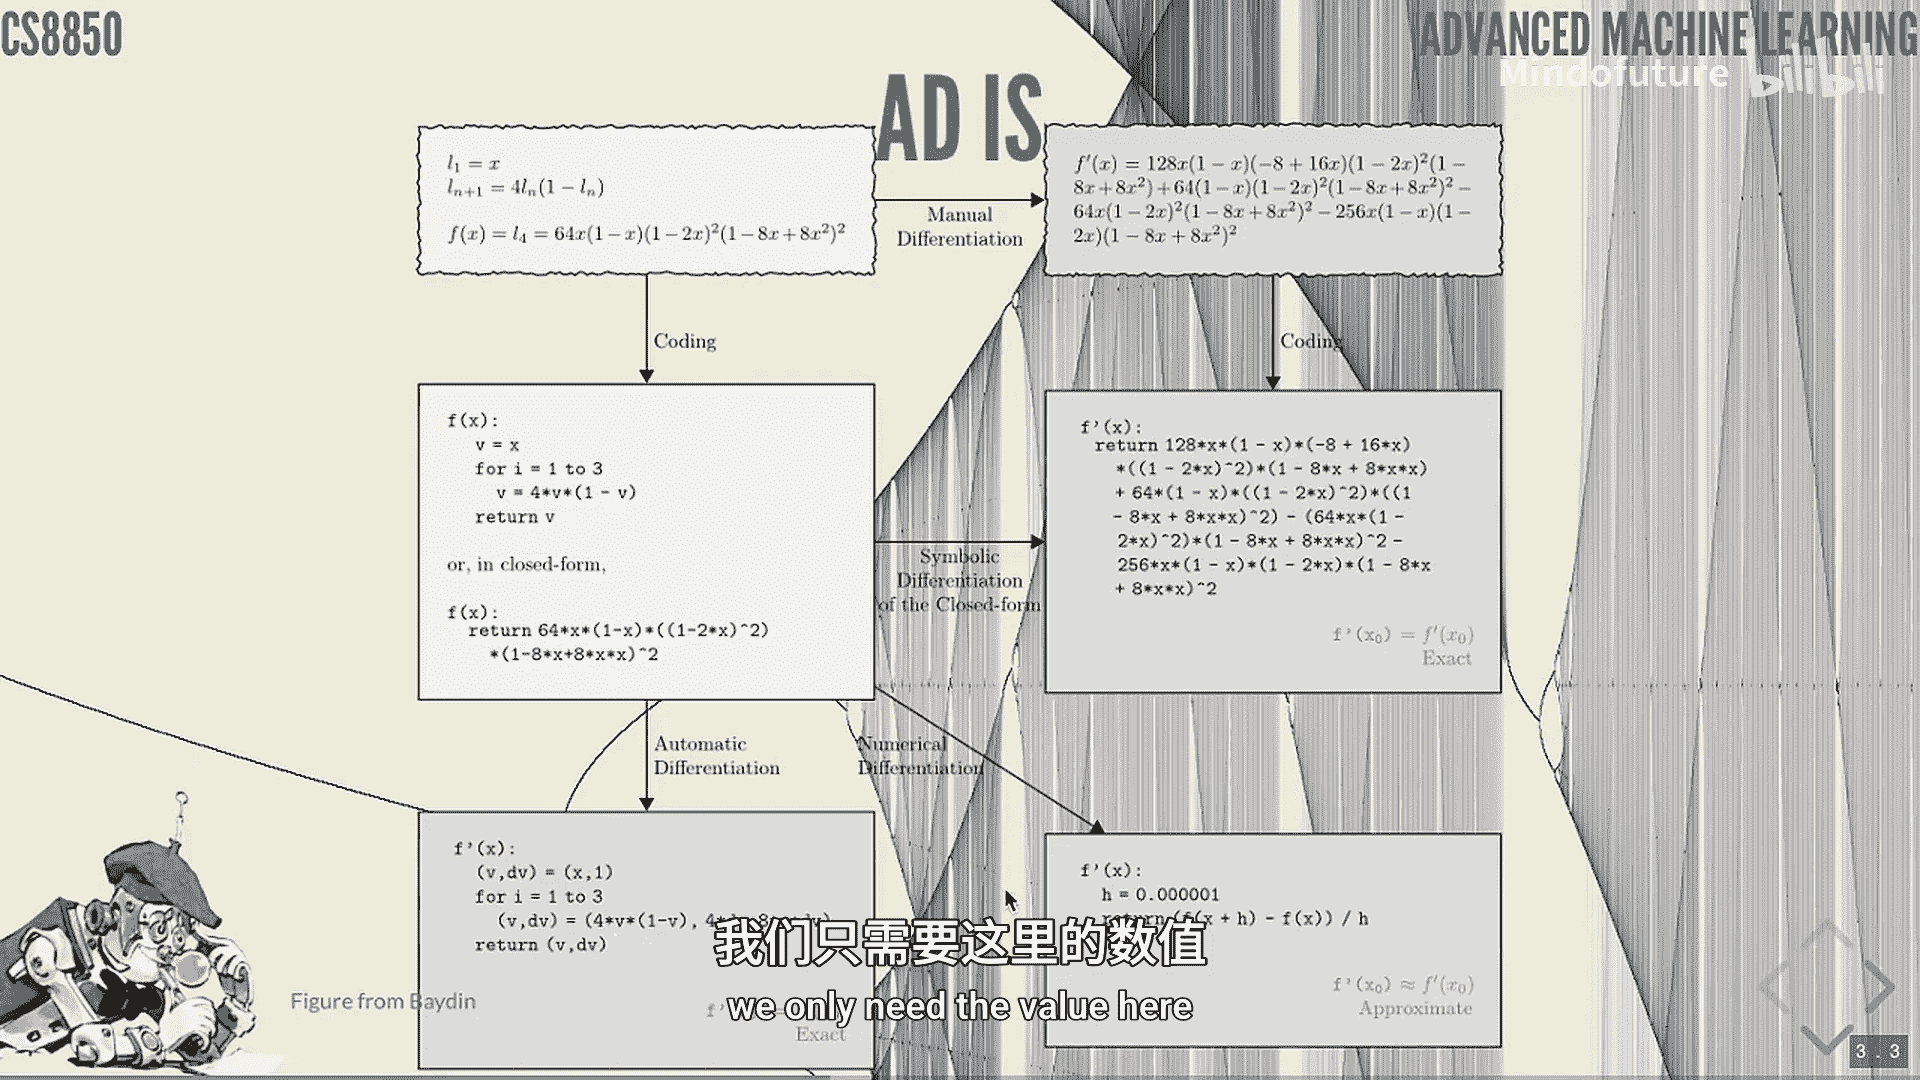 CS8850
ADVANCED MACHINE LEARNING
Mindofuture bilibili
AD IS
l₁ = x
lₙ₊₁ = 4lₙ(1 − lₙ)
f(x) = l₄ = 64x(1−x)(1−2x)²(1−8x+8x²)²
Manual
Differentiation
f′(x) = 128x(1 − x)(−8 + 16x)(1 − 2x)²(1 −
8x+8x²)+64(1−x)(1−2x)²(1−8x+8x²)²−
64x(1 − 2x)²(1 − 8x + 8x²)² − 256x(1 − x)(1 −
2x)(1 − 8x + 8x²)²
Coding
Coding
f(x):
v = x
for i = 1 to 3
v = 4*v*(1 - v)
return v
or, in closed-form,
f(x):
return 64*x*(1-x)*((1-2*x)^2)
*(1-8*x+8*x*x)^2
Symbolic
Differentiation
of the Closed-form
f'(x):
return 128*x*(1 - x)*(-8 + 16*x)
*((1 - 2*x)^2)*(1 - 8*x + 8*x*x)
+ 64*(1 - x)*((1 - 2*x)^2)*((1
- 8*x + 8*x*x)^2) - (64*x*(1 -
2*x)^2)*(1 - 8*x + 8*x*x)^2 -
256*x*(1 - x)*(1 - 2*x)*(1 - 8*x
+ 8*x*x)^2
f'(x₀) = f′(x₀)
Exact
Automatic
Differentiation
Numerical
Differentiation
f'(x):
(v,dv) = (x,1)
for i = 1 to 3
(v,dv) = (4*v*(1-v),
return (v,dv)
Exact
f'(x):
h = 0.000001
return (f(x + h) - f(x)) / h
f'(x₀) ≈ f′(x₀)
Approximate
Figure from Baydin
我们只需要这里的数值
we only need the value here
3.3